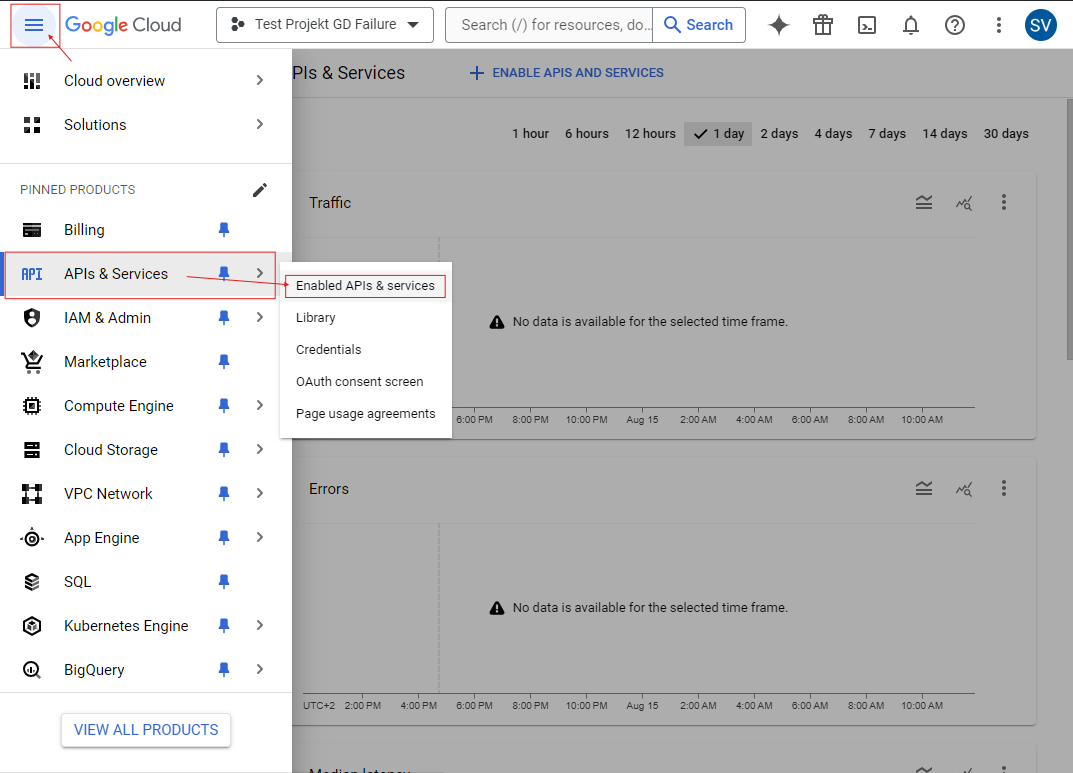 Google Cloud
Test Projekt GD Failure
Search (/) for resources, do...
Search
SV
Cloud overview
Solutions
PINNED PRODUCTS
Billing
API APIs & Services
IAM & Admin
Marketplace
Compute Engine
Cloud Storage
VPC Network
App Engine
SQL
Kubernetes Engine
BigQuery
VIEW ALL PRODUCTS
Enabled APIs & services
Library
Credentials
OAuth consent screen
Page usage agreements
PIs & Services
ENABLE APIS AND SERVICES
1 hour 6 hours 12 hours 1 day 2 days 4 days 7 days 14 days 30 days
Traffic
No data is available for the selected time frame.
6:00 PM 8:00 PM 10:00 PM Aug 15 2:00 AM 4:00 AM 6:00 AM 8:00 AM 10:00 AM
Errors
No data is available for the selected time frame.
UTC+2 2:00 PM 4:00 PM 6:00 PM 8:00 PM 10:00 PM Aug 15 2:00 AM 4:00 AM 6:00 AM 8:00 AM 10:00 AM
Median latency